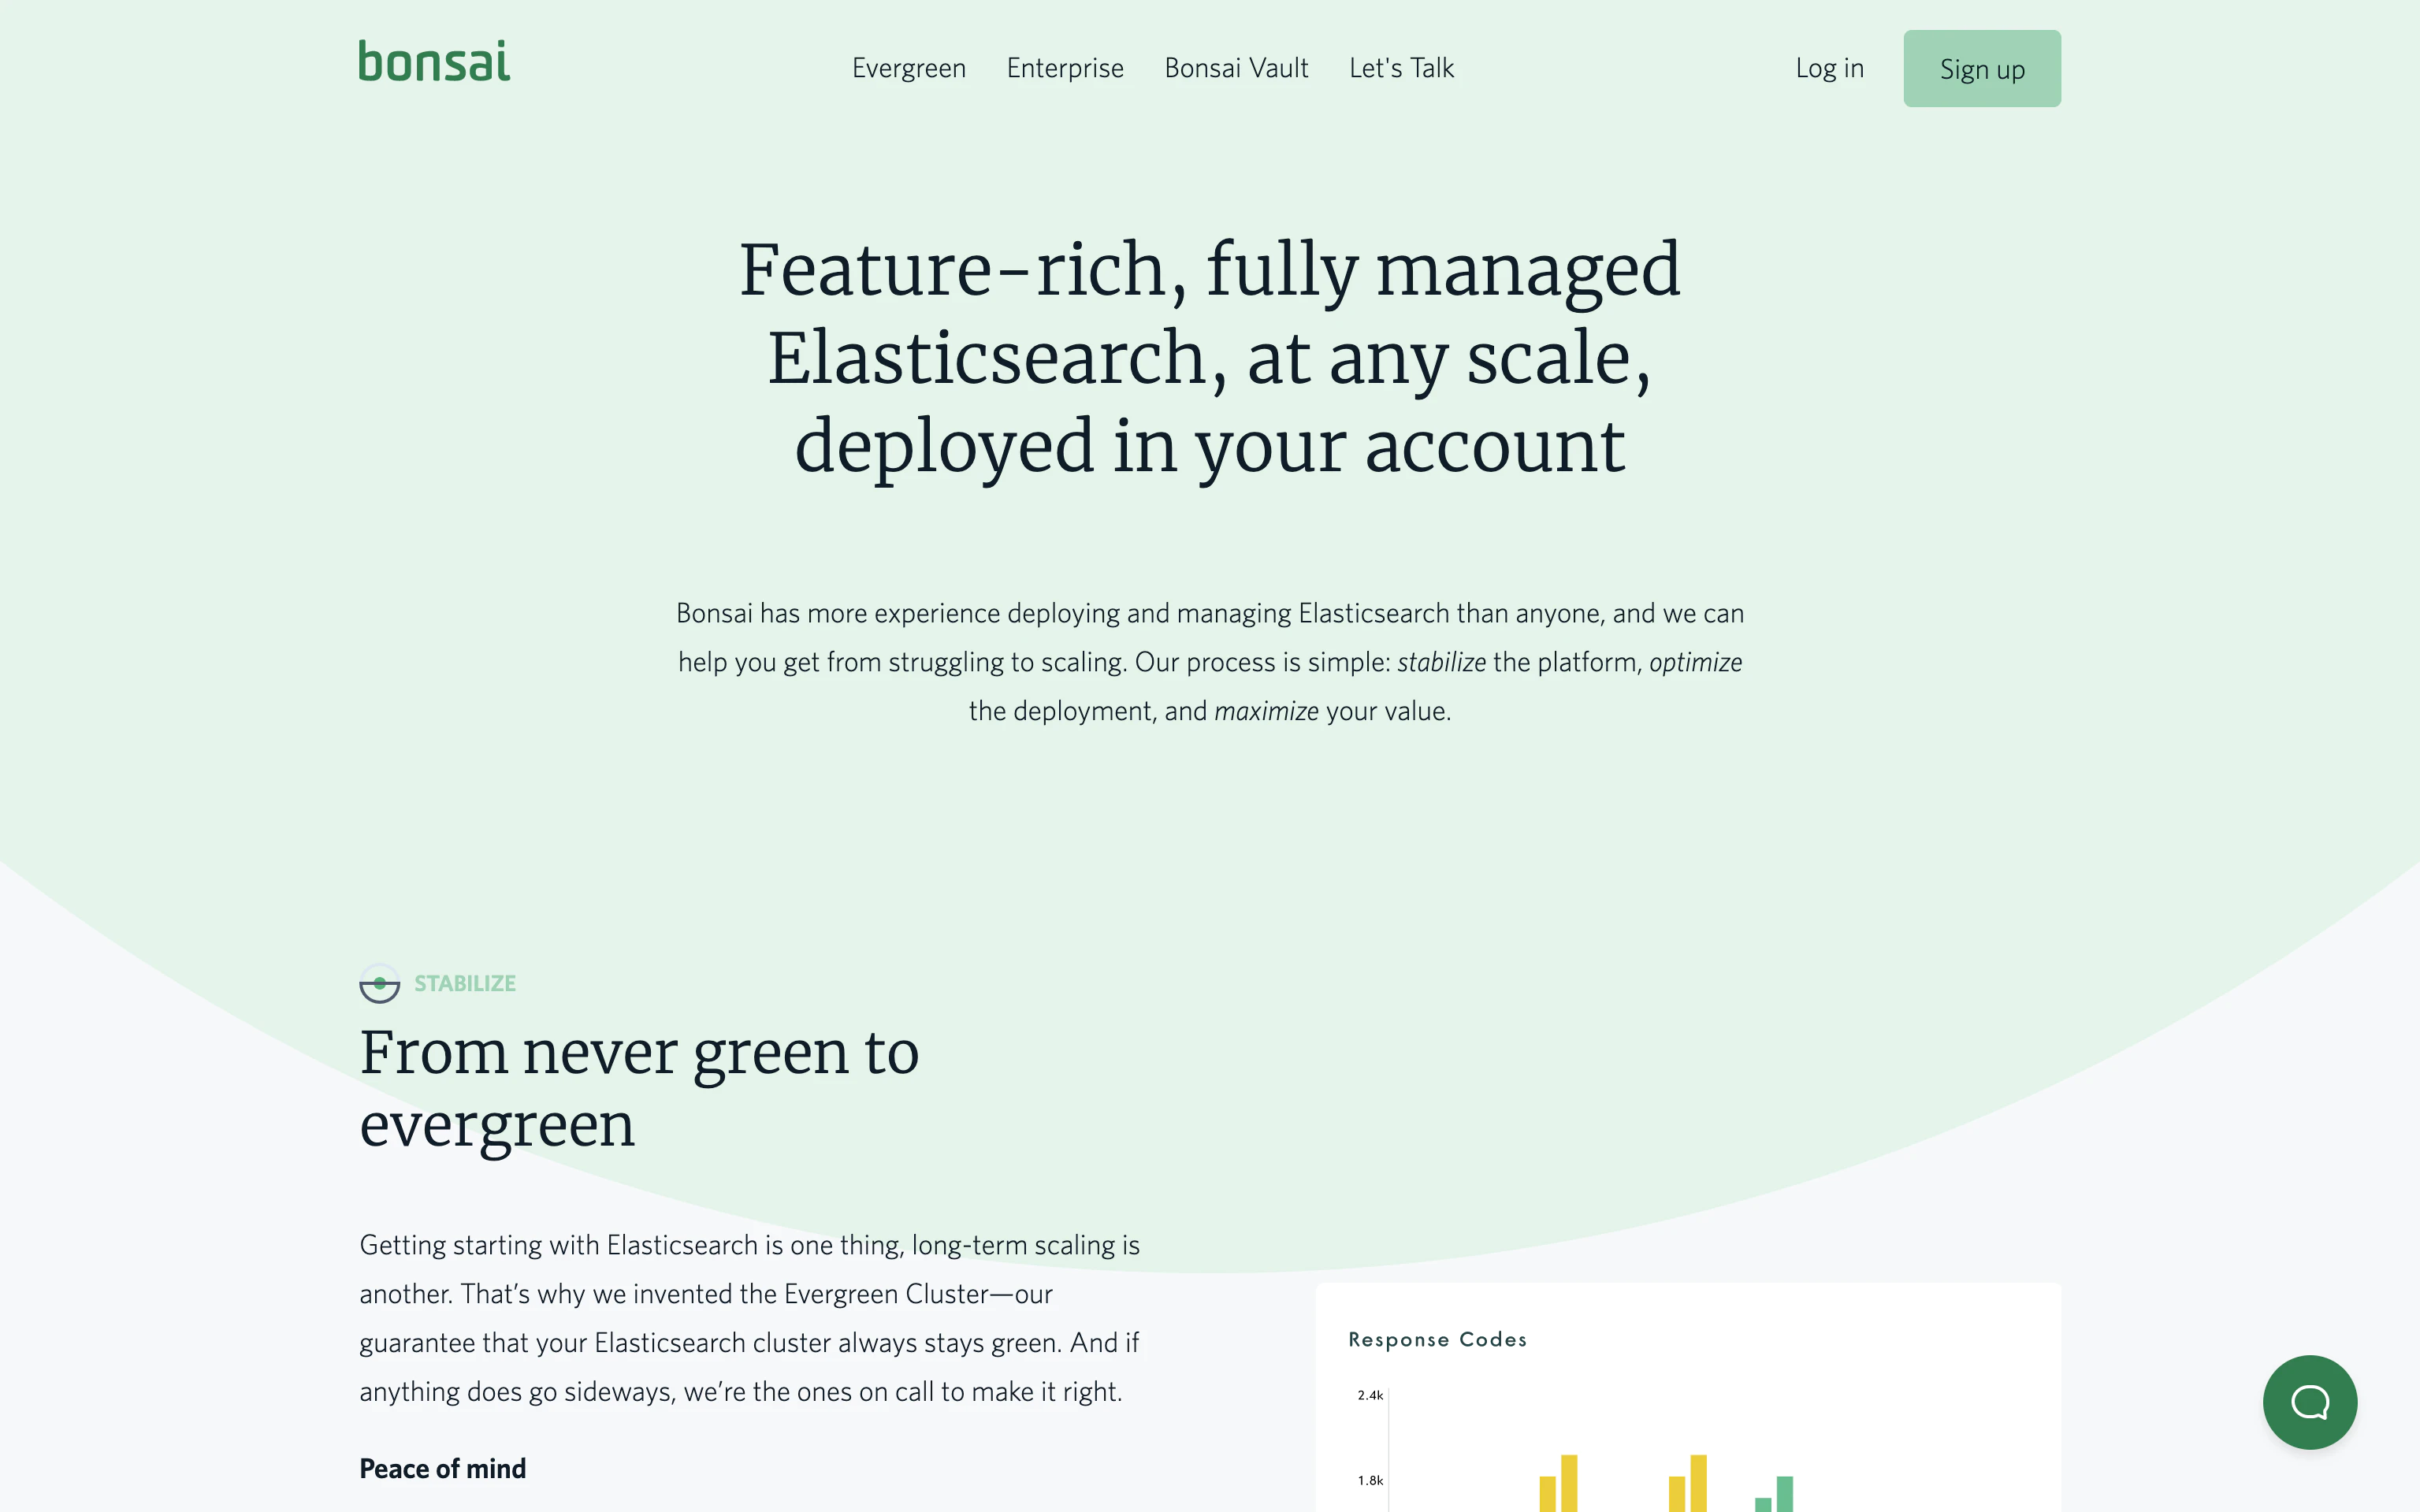 bonsai
Evergreen
Enterprise
Bonsai Vault
Let's Talk
Log in
Sign up
Feature-rich, fully managed
Elasticsearch, at any scale,
deployed in your account
Bonsai has more experience deploying and managing Elasticsearch than anyone, and we can
help you get from struggling to scaling. Our process is simple: stabilize the platform, optimize
the deployment, and maximize your value.
STABILIZE
From never green to
evergreen
Getting starting with Elasticsearch is one thing, long-term scaling is
another. That’s why we invented the Evergreen Cluster—our
guarantee that your Elasticsearch cluster always stays green. And if
anything does go sideways, we’re the ones on call to make it right.
Peace of mind
Response Codes
2.4k
1.8k